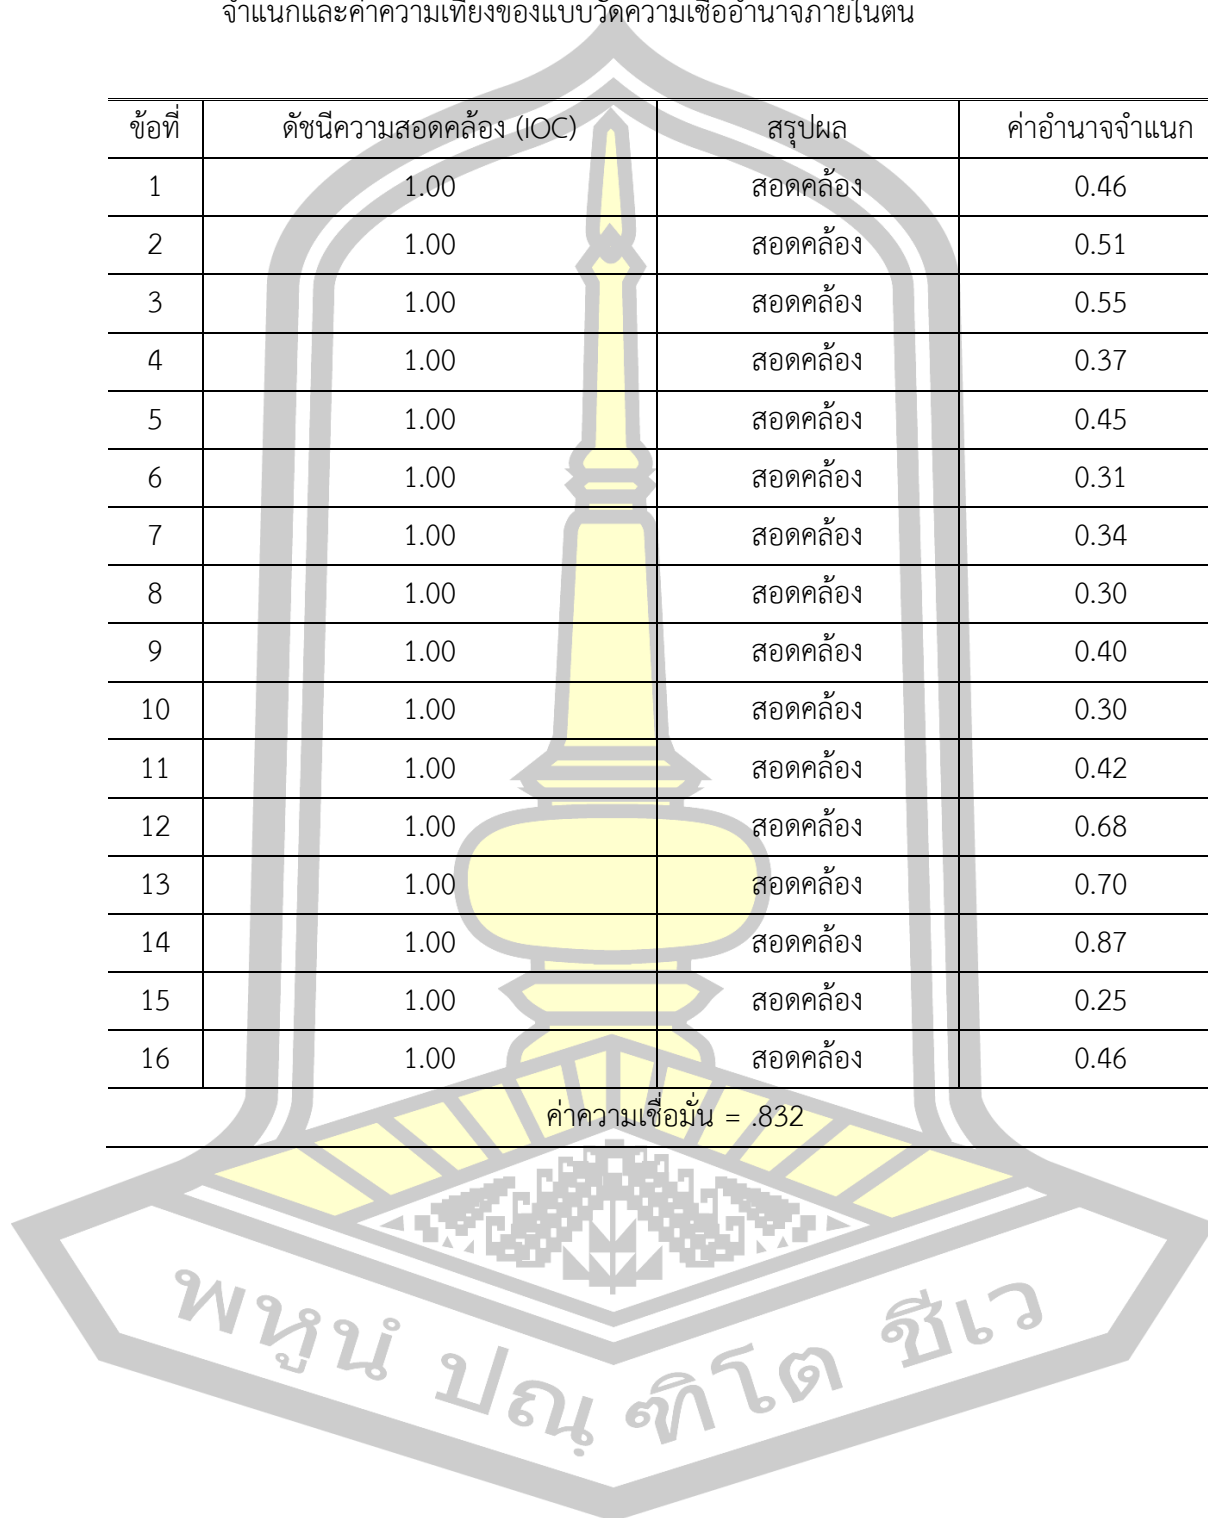 จำแนกและค่าความเที่ยงของแบบวัดความเชื่ออำนาจภายในตน
ข้อที่ ดัชนีความสอดคล้อง (IOC) สรุปผล ค่าอำนาจจำแนก
1 1.00 สอดคล้อง 0.46
2 1.00 สอดคล้อง 0.51
3 1.00 สอดคล้อง 0.55
4 1.00 สอดคล้อง 0.37
5 1.00 สอดคล้อง 0.45
6 1.00 สอดคล้อง 0.31
7 1.00 สอดคล้อง 0.34
8 1.00 สอดคล้อง 0.30
9 1.00 สอดคล้อง 0.40
10 1.00 สอดคล้อง 0.30
11 1.00 สอดคล้อง 0.42
12 1.00 สอดคล้อง 0.68
13 1.00 สอดคล้อง 0.70
14 1.00 สอดคล้อง 0.87
15 1.00 สอดคล้อง 0.25
16 1.00 สอดคล้อง 0.46
ค่าความเชื่อมั่น = .832
พหูนํ ปณฺฑิโต ชีเว